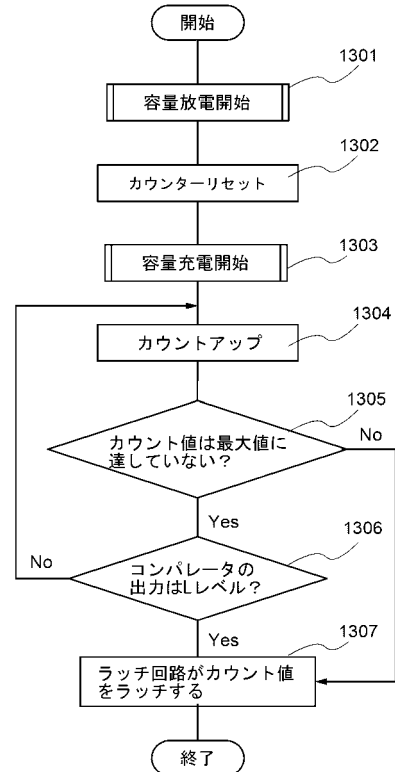 開始
1301
容量放電開始
1302
カウンターリセット
1303
容量充電開始
1304
カウントアップ
1305
カウント値は最大値に
達していない？
No
Yes
1306
No
コンパレータの
出力はLレベル？
Yes
1307
ラッチ回路がカウント値
をラッチする
終了